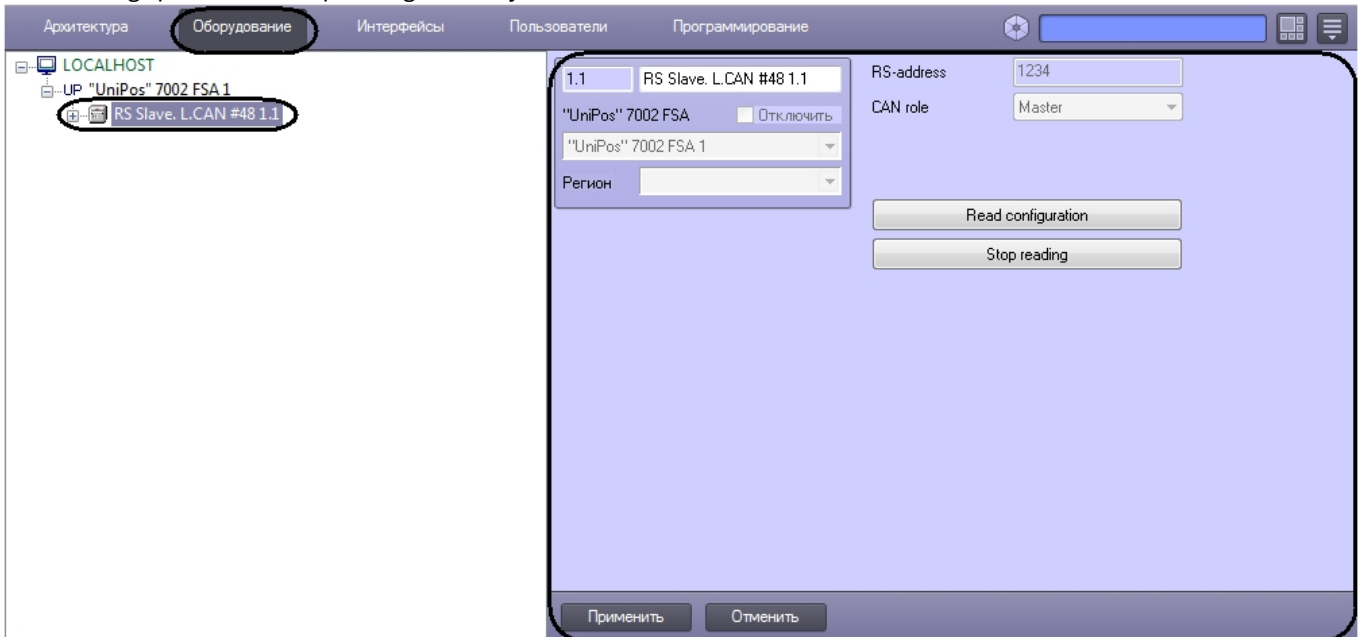 Архитектура Оборудование Интерфейсы Пользователи Программирование
LOCALHOST
UP "UniPos" 7002 FSA 1
RS Slave. L.CAN #48 1.1
1.1 RS Slave. L.CAN #48 1.1
"UniPos" 7002 FSA Отключить
"UniPos" 7002 FSA 1
Регион
RS-address 1234
CAN role Master
Read configuration
Stop reading
Применить Отменить